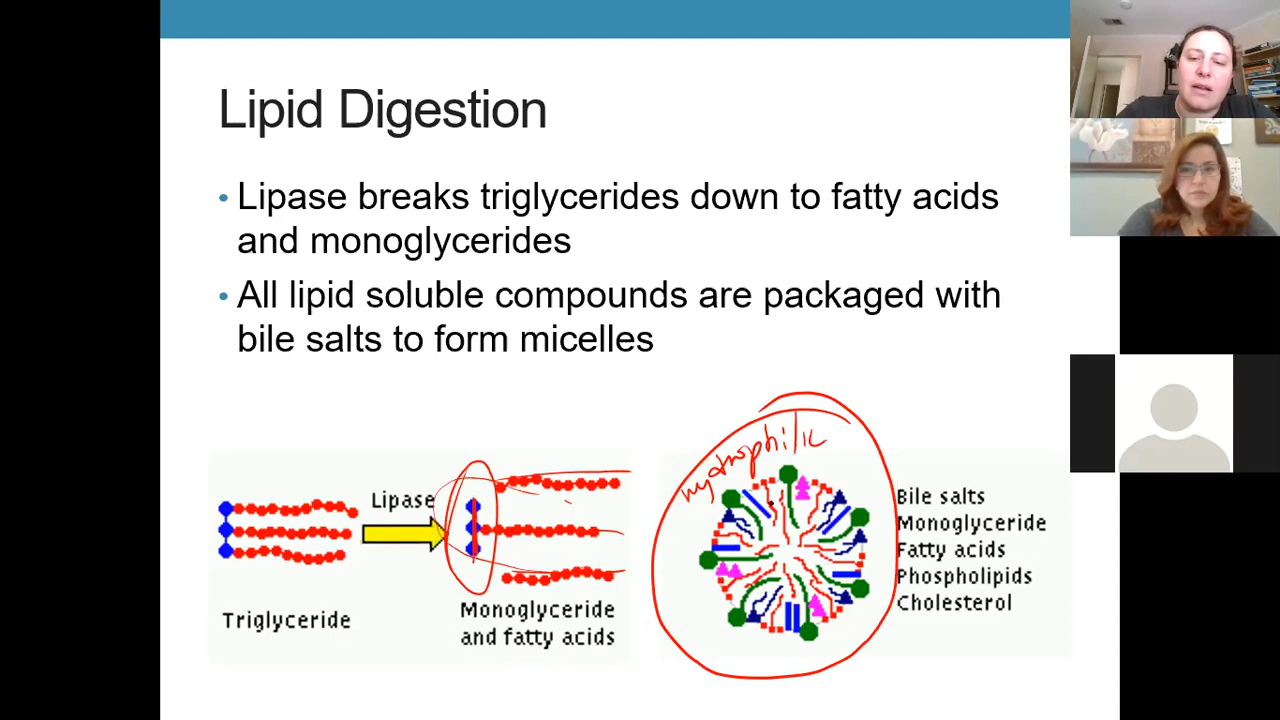 Lipid Digestion
• Lipase breaks triglycerides down to fatty acids
and monoglycerides
• All lipid soluble compounds are packaged with
bile salts to form micelles
hydrophilic
Lipase
Triglyceride
Monoglyceride
and fatty acids
Bile salts
Monoglyceride
Fatty acids
Phospholipids
Cholesterol